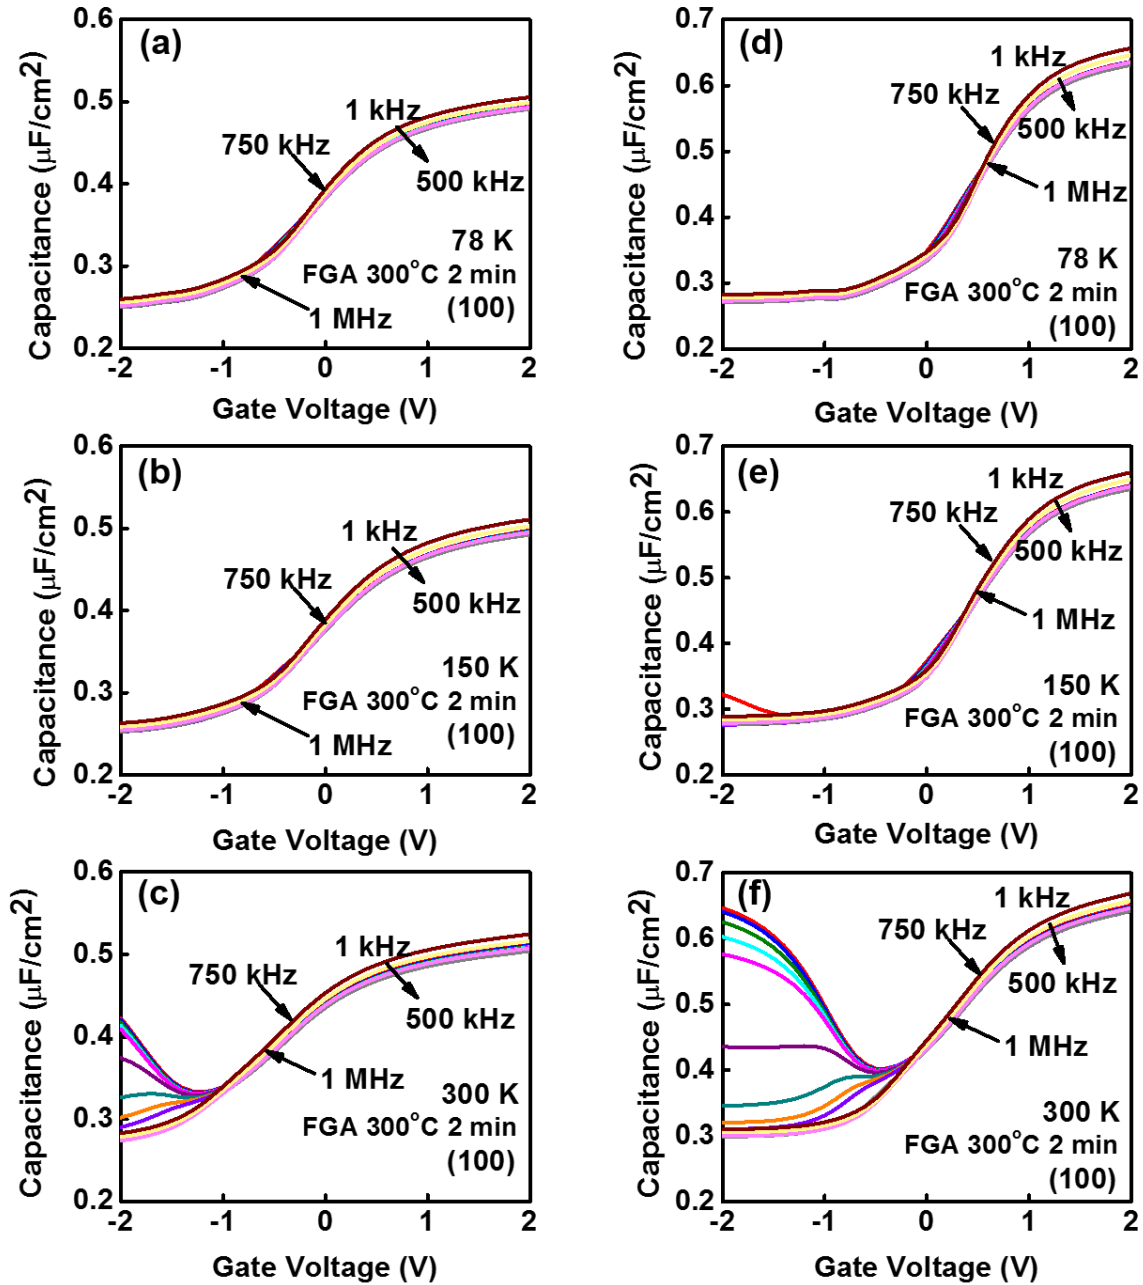 (a)
0.6
0.5
0.4
0.3
0.2
Capacitance (μF/cm2)
1 kHz
750 kHz
500 kHz
78 K
FGA 300°C 2 min
1 MHz
(100)
-2 -1 0 1 2
Gate Voltage (V)
(d)
0.7
0.6
0.5
0.4
0.3
0.2
Capacitance (μF/cm2)
1 kHz
750 kHz
500 kHz
1 MHz
78 K
FGA 300°C 2 min
(100)
-2 -1 0 1 2
Gate Voltage (V)
(b)
0.6
0.5
0.4
0.3
0.2
Capacitance (μF/cm2)
1 kHz
750 kHz
500 kHz
150 K
FGA 300°C 2 min
1 MHz
(100)
-2 -1 0 1 2
Gate Voltage (V)
(e)
0.7
0.6
0.5
0.4
0.3
0.2
Capacitance (μF/cm2)
1 kHz
750 kHz
500 kHz
1 MHz
150 K
FGA 300°C 2 min
(100)
-2 -1 0 1 2
Gate Voltage (V)
(c)
0.6
0.5
0.4
0.3
0.2
Capacitance (μF/cm2)
1 kHz
750 kHz
500 kHz
1 MHz
300 K
FGA 300°C 2 min
(100)
-2 -1 0 1 2
Gate Voltage (V)
(f)
0.7
0.6
0.5
0.4
0.3
0.2
Capacitance (μF/cm2)
1 kHz
750 kHz
500 kHz
1 MHz
300 K
FGA 300°C 2 min
(100)
-2 -1 0 1 2
Gate Voltage (V)